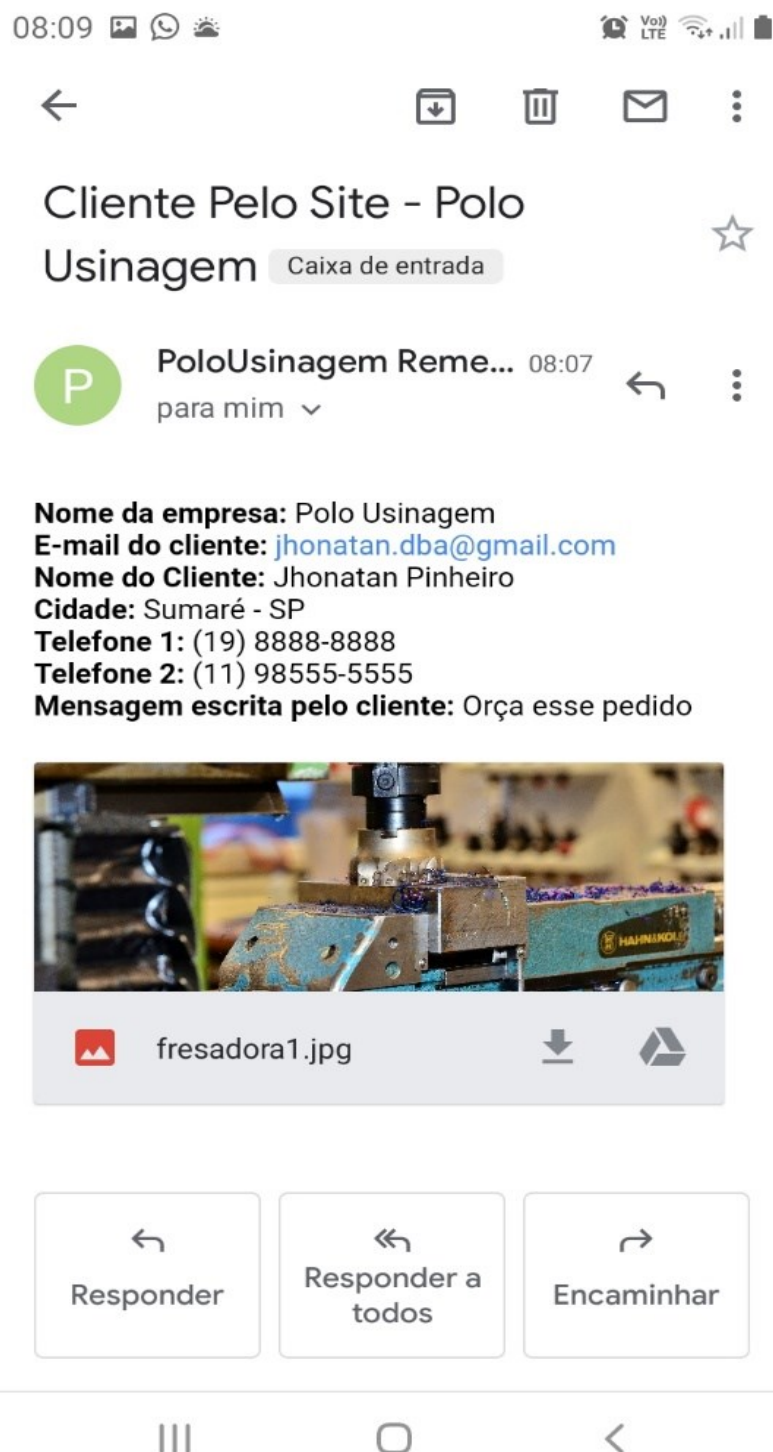 08:09
Vo))
LTE
Cliente Pelo Site - Polo
Usinagem Caixa de entrada
P
PoloUsinagem Reme... 08:07
para mim
Nome da empresa: Polo Usinagem
E-mail do cliente: jhonatan.dba@gmail.com
Nome do Cliente: Jhonatan Pinheiro
Cidade: Sumaré - SP
Telefone 1: (19) 8888-8888
Telefone 2: (11) 98555-5555
Mensagem escrita pelo cliente: Orça esse pedido
fresadora1.jpg
Responder
Responder a
todos
Encaminhar